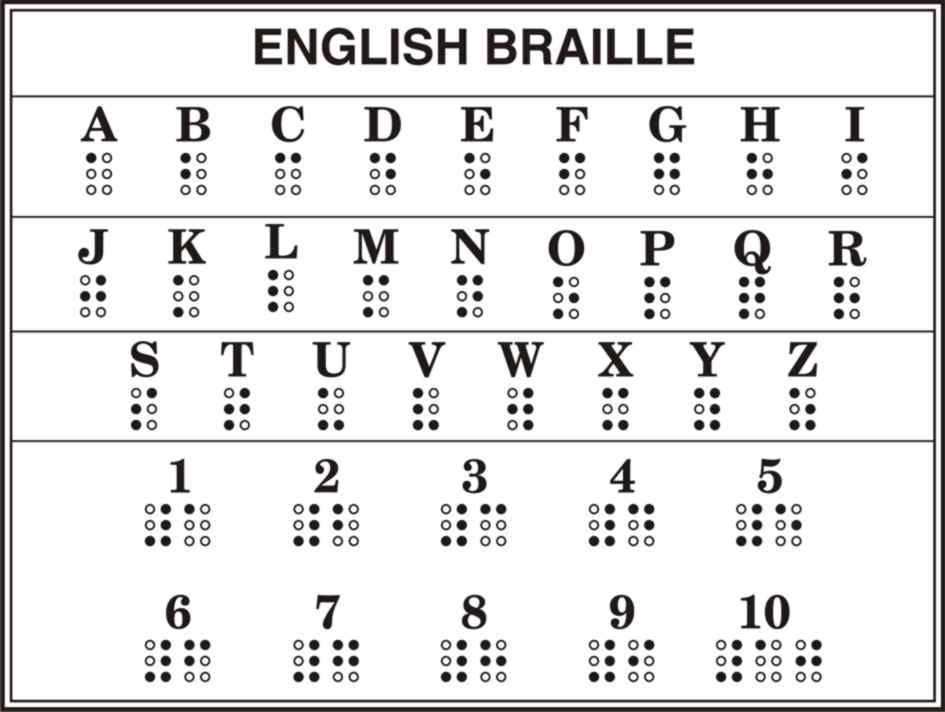 ENGLISH BRAILLE
A B C D E F G H I
⠁ ⠃ ⠉ ⠙ ⠑ ⠋ ⠛ ⠓ ⠊
J K L M N O P Q R
⠚ ⠅ ⠇ ⠍ ⠝ ⠕ ⠏ ⠟ ⠗
S T U V W X Y Z
⠎ ⠞ ⠥ ⠧ ⠺ ⠭ ⠽ ⠵
1 2 3 4 5
⠼⠁ ⠼⠃ ⠼⠉ ⠼⠙ ⠼⠑
6 7 8 9 10
⠼⠋ ⠼⠛ ⠼⠓ ⠼⠊ ⠼⠁⠚